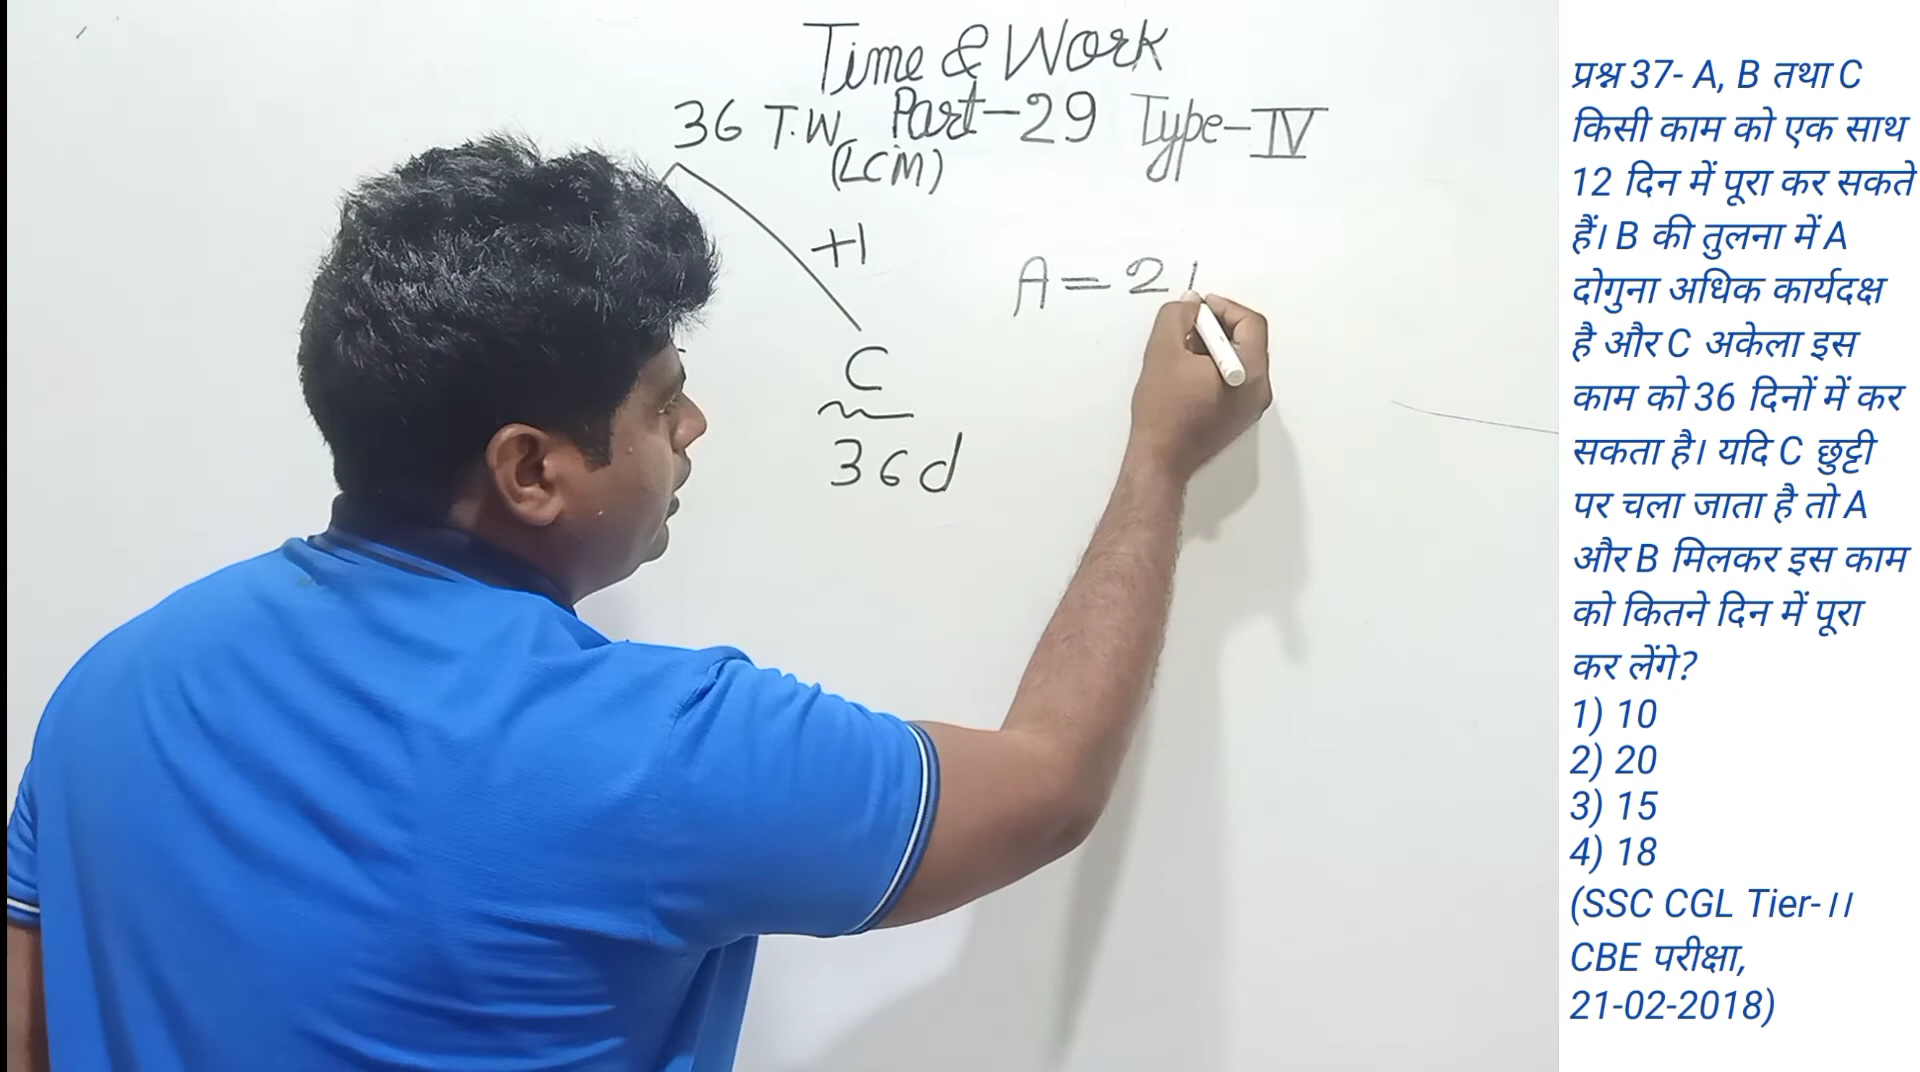 Time & Work
36 T.W. Part-29 Type-IV
(LCM)
+1
A = 2
C
36d
प्रश्न 37- A, B तथा C
किसी काम को एक साथ
12 दिन में पूरा कर सकते
हैं। B की तुलना में A
दोगुना अधिक कार्यदक्ष
है और C अकेला इस
काम को 36 दिनों में कर
सकता है। यदि C छुट्टी
पर चला जाता है तो A
और B मिलकर इस काम
को कितने दिन में पूरा
कर लेंगे?
1) 10
2) 20
3) 15
4) 18
(SSC CGL Tier-।।
CBE परीक्षा,
21-02-2018)